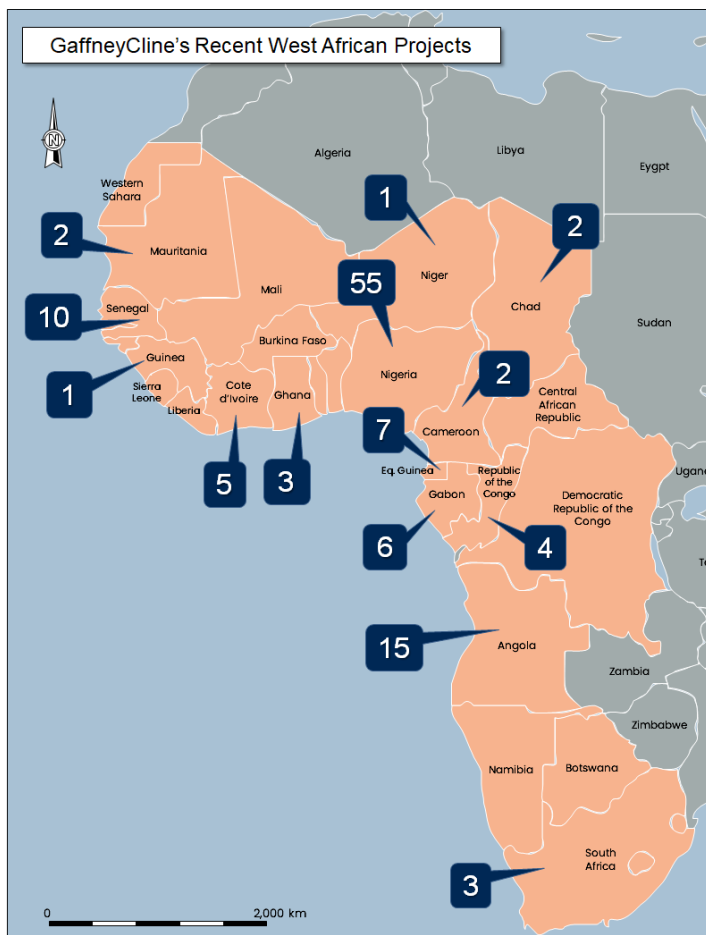 GaffneyCline's Recent West African Projects
N
Algeria
Libya
Eygpt
Western
Sahara
1
2
2
Mauritania
Niger
Mali
55
Chad
Senegal
10
Sudan
Burkina Faso
Guinea
Nigeria
2
1
Sierra
Leone
Cote
d'Ivoire
Ghana
Central
African
Republic
Liberia
7
Cameroon
5
3
Eq. Guinea
Republic
of the
Congo
Ugane
Gabon
Democratic
Republic of the
Congo
6
4
Te
15
Angola
Zambia
Zimbabwe
Namibia
Botswana
South
Africa
3
0
2,000 km